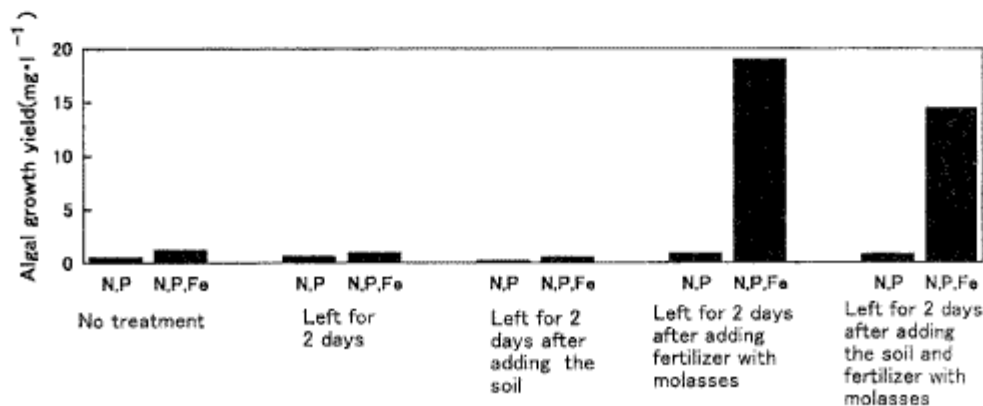 Algal growth yield(mg·l⁻¹)
20
15
10
5
0
N,P N,P,Fe N,P N,P,Fe N,P N,P,Fe N,P N,P,Fe N,P N,P,Fe
No treatment
Left for
2 days
Left for 2
days after
adding the
soil
Left for 2 days
after adding
fertilizer with
molasses
Left for 2 days
after adding
the soil and
fertilizer with
molasses